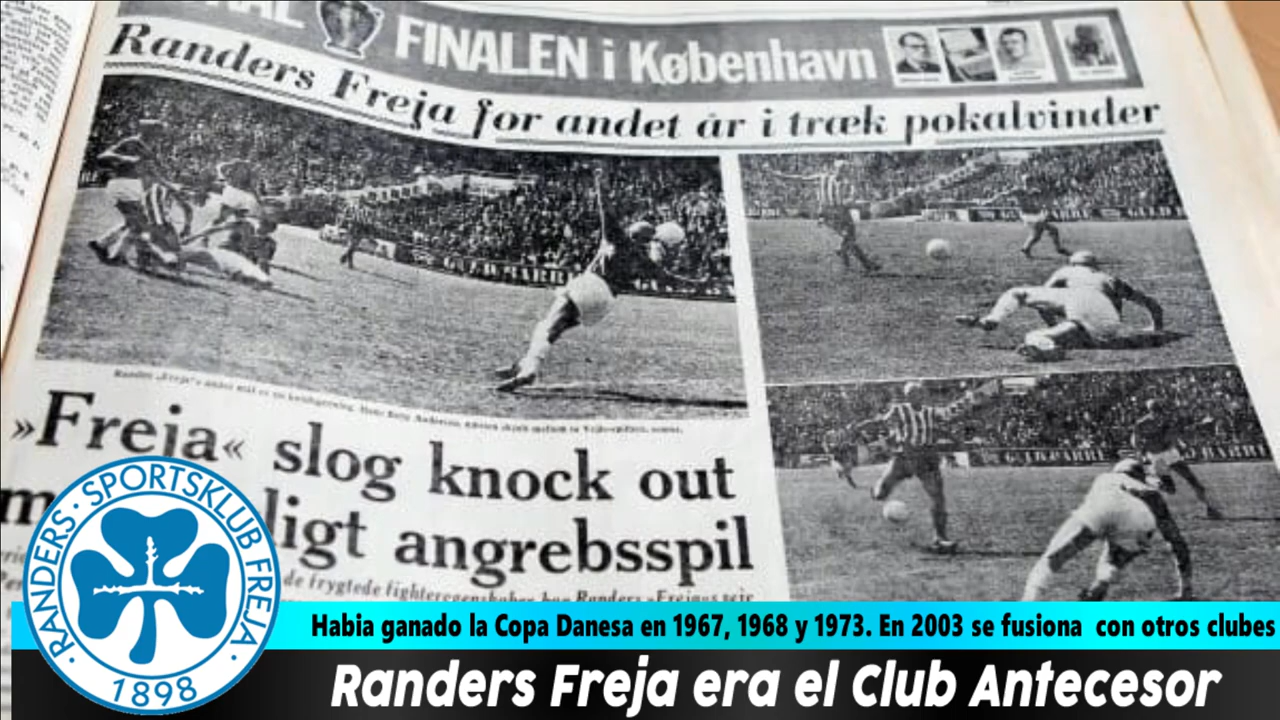 FINALEN i København
Randers Freja for andet år i træk pokalvinder
»Freja« slog knock out
ligt angrebsspil
de frygtede
RANDERS · SPORTSKLUB FREJA ·
1898
Habia ganado la Copa Danesa en 1967, 1968 y 1973. En 2003 se fusiona con otros clubes
Randers Freja era el Club Antecesor